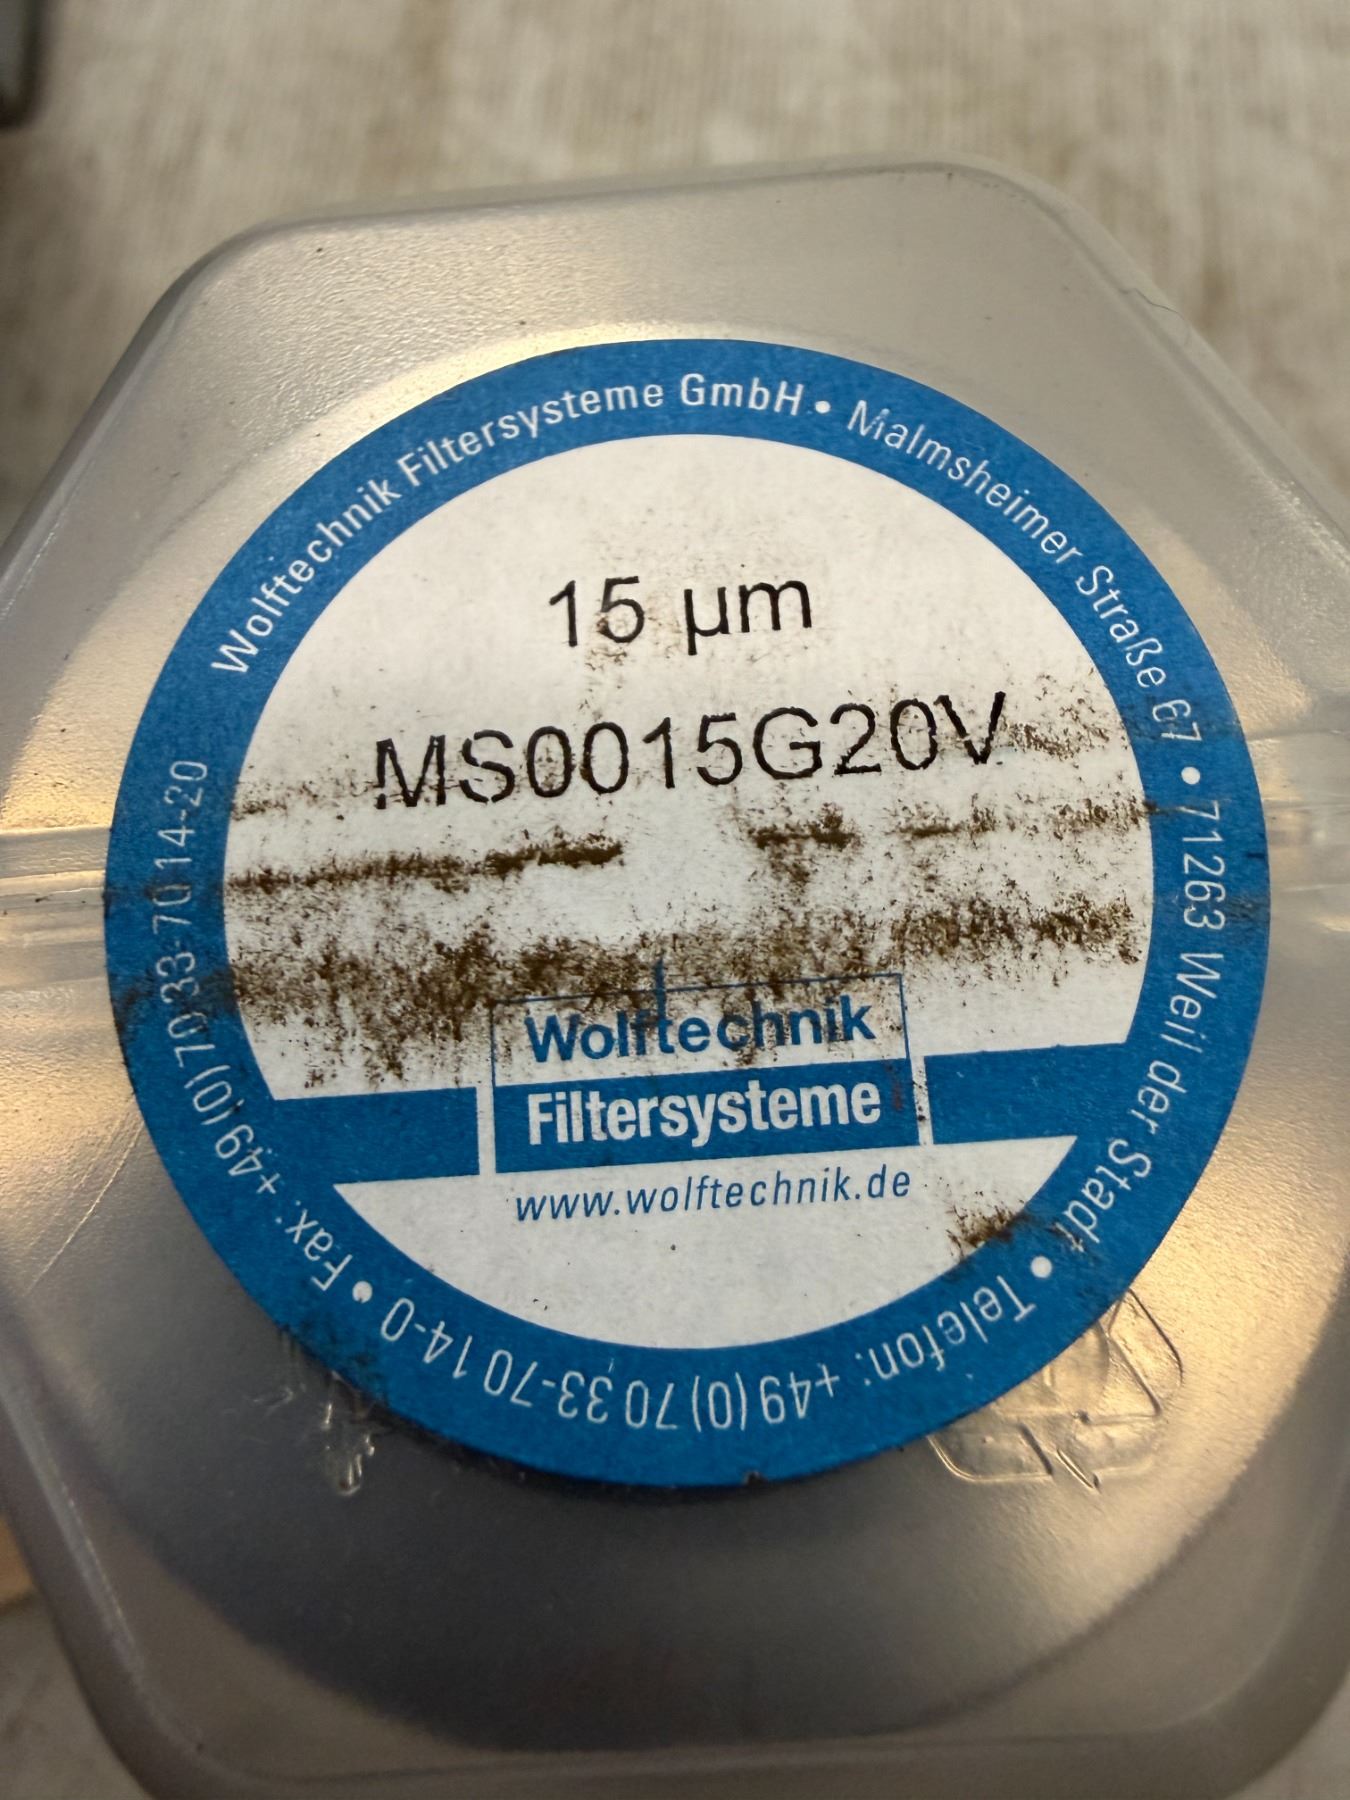 Wolftechnik Filtersysteme GmbH • Malmsheimer Straße 67 • 71263 Weil der Stadt • Telefon: +49 (0) 70 33-70 14-0 • Fax: +49 (0) 70 33-70 14-20
15 µm
MS0015G20V
Wolftechnik
Filtersysteme
www.wolftechnik.de